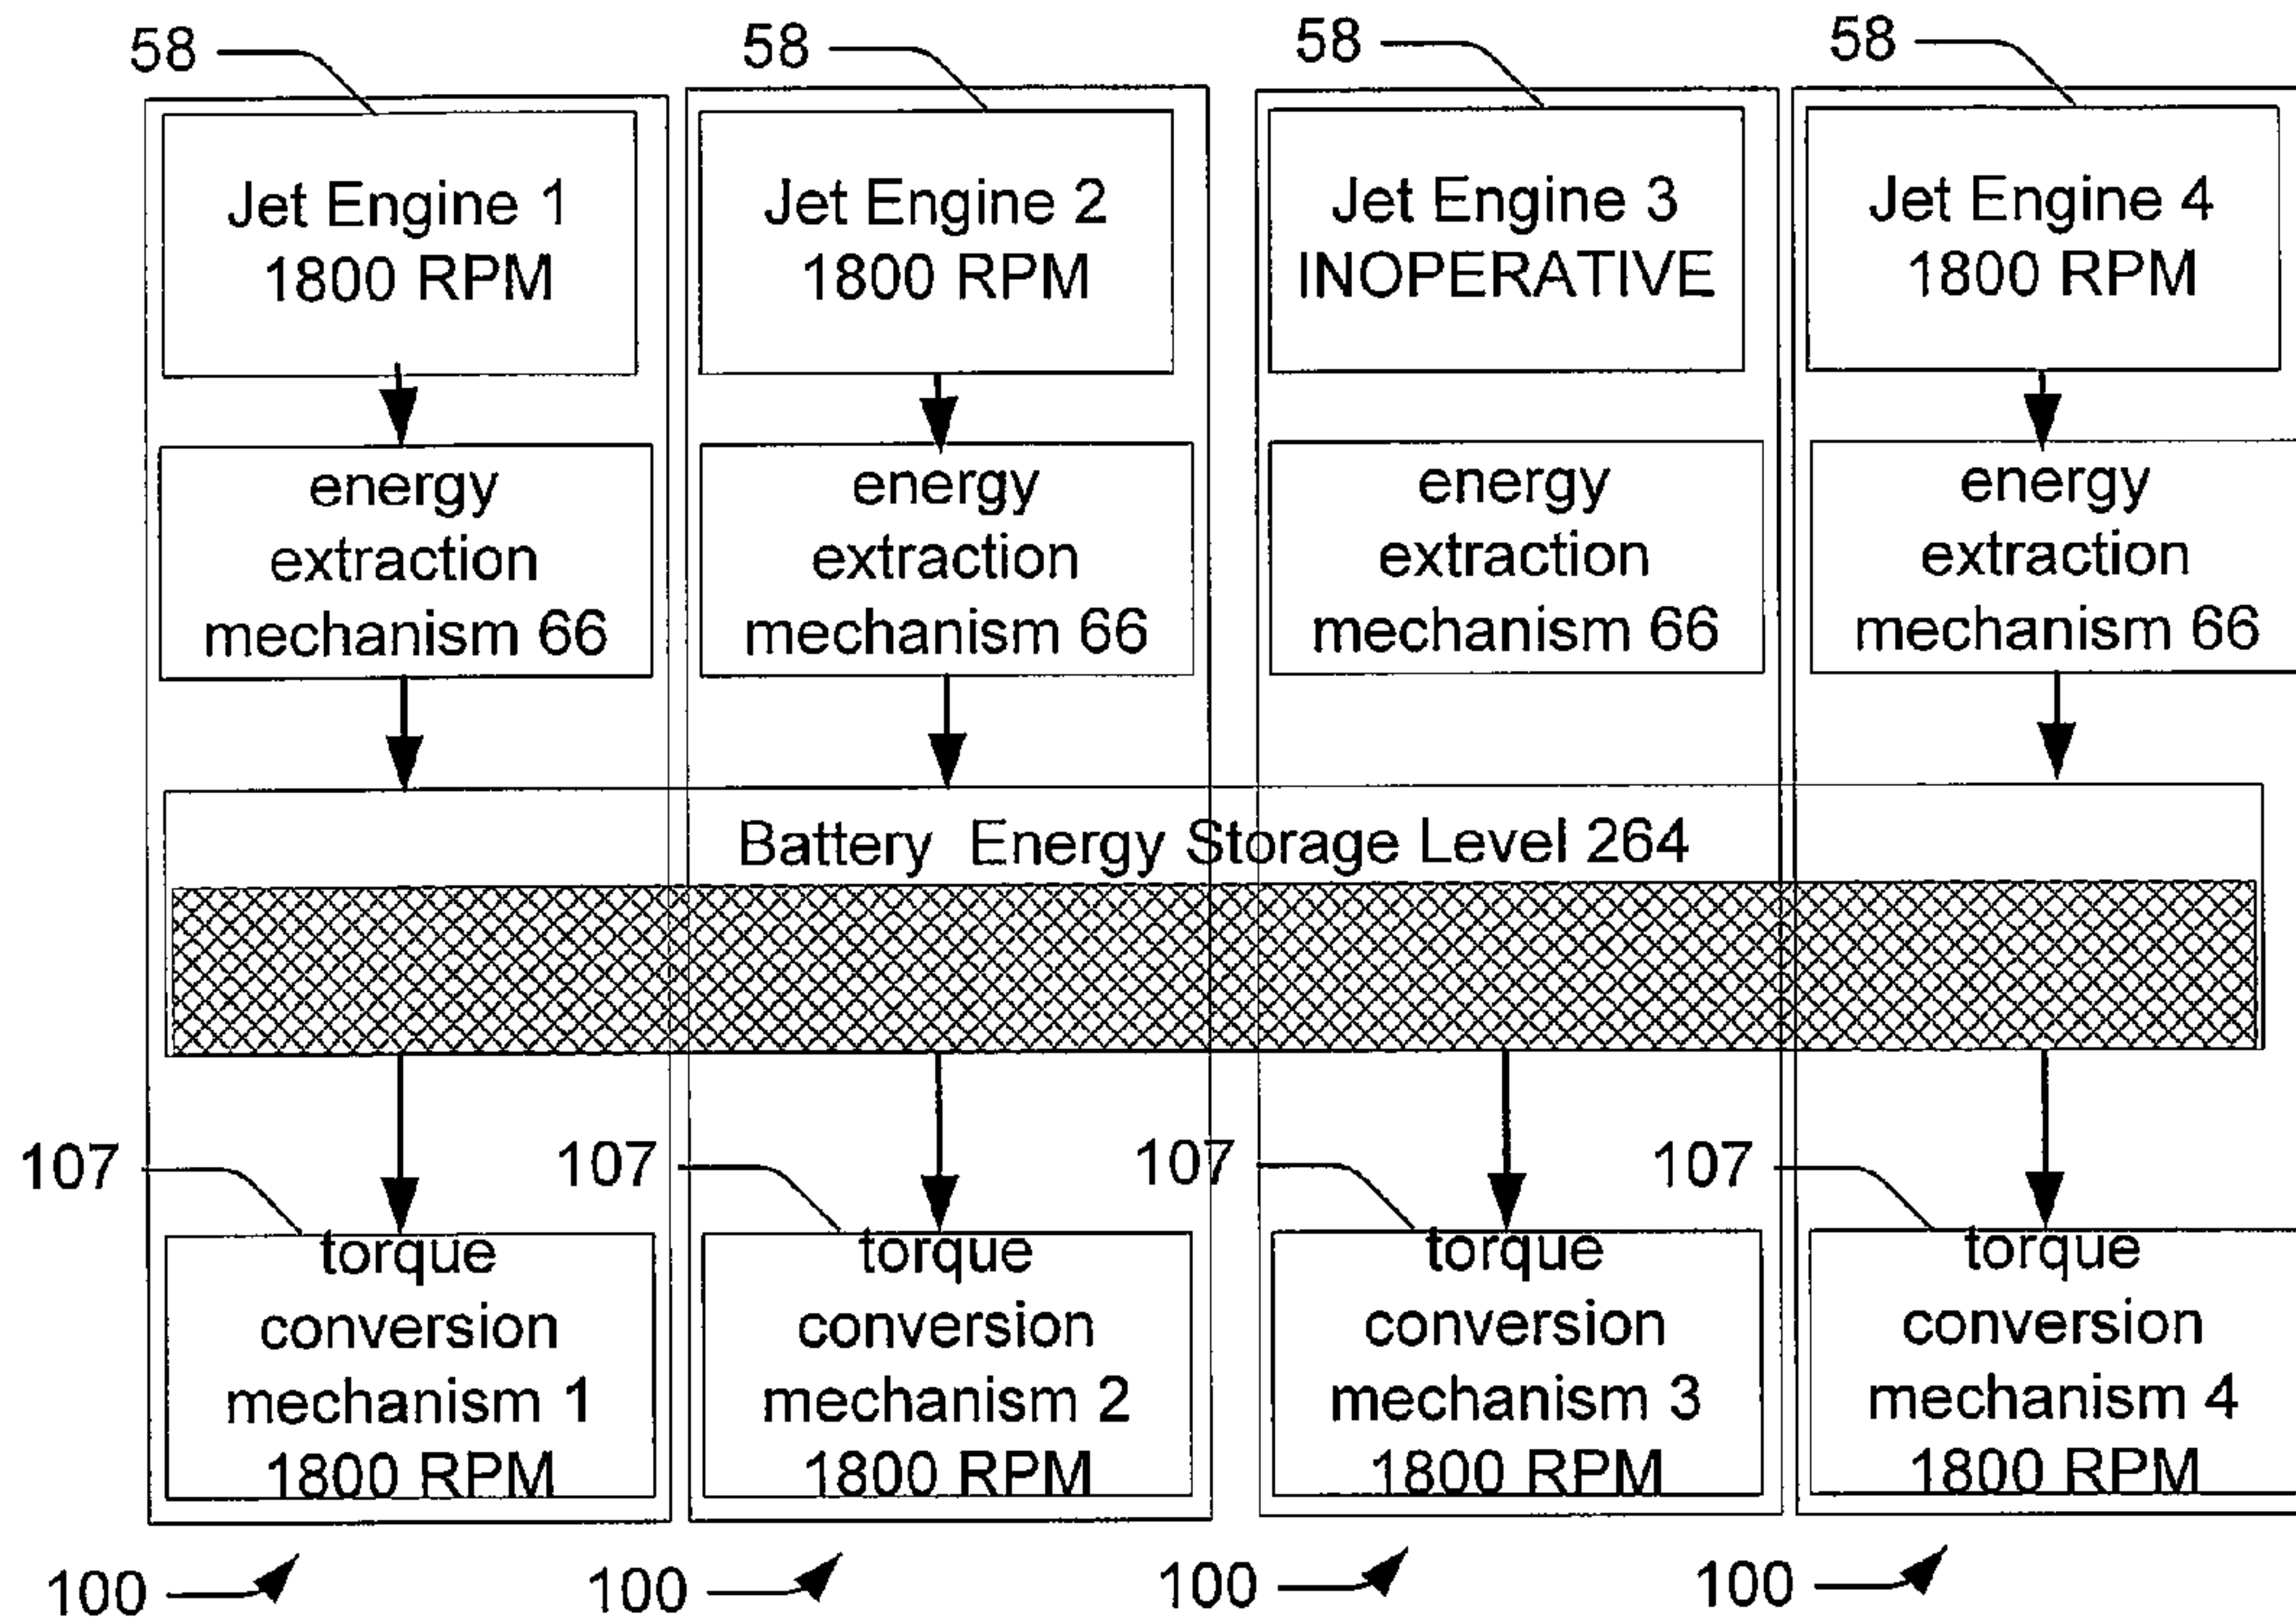 58 58 58 58
Jet Engine 1 Jet Engine 2 Jet Engine 3 Jet Engine 4
1800 RPM 1800 RPM INOPERATIVE 1800 RPM
energy energy energy energy
extraction extraction extraction extraction
mechanism 66 mechanism 66 mechanism 66 mechanism 66
Battery Energy Storage Level 264
107 107 107 107
torque torque torque torque
conversion conversion conversion conversion
mechanism 1 mechanism 2 mechanism 3 mechanism 4
1800 RPM 1800 RPM 1800 RPM 1800 RPM
100 100 100 100